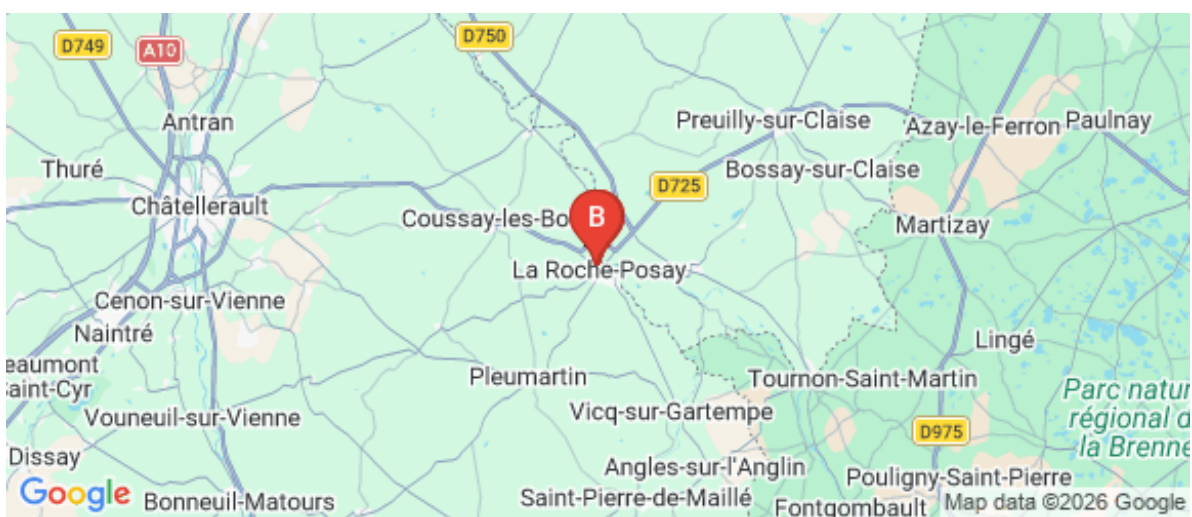 D749
A10
D750
Antran
Preuilly-sur-Claise
Azay-le-Ferron
Paulnay
Thuré
Bossay-sur-Claise
D725
Châtellerault
Coussay-les-Bo
B
Martizay
La Roche-Posay
Cenon-sur-Vienne
Naintré
Lingé
eaumont
Saint-Cyr
Pleumartin
Tournon-Saint-Martin
Parc natur
régional d
la Brenne
Vouneuil-sur-Vienne
Vicq-sur-Gartempe
D975
Dissay
Angles-sur-l'Anglin
Pouligny-Saint-Pierre
Google
Bonneuil-Matours
Saint-Pierre-de-Maillé
Fontgombault
Map data ©2026 Google